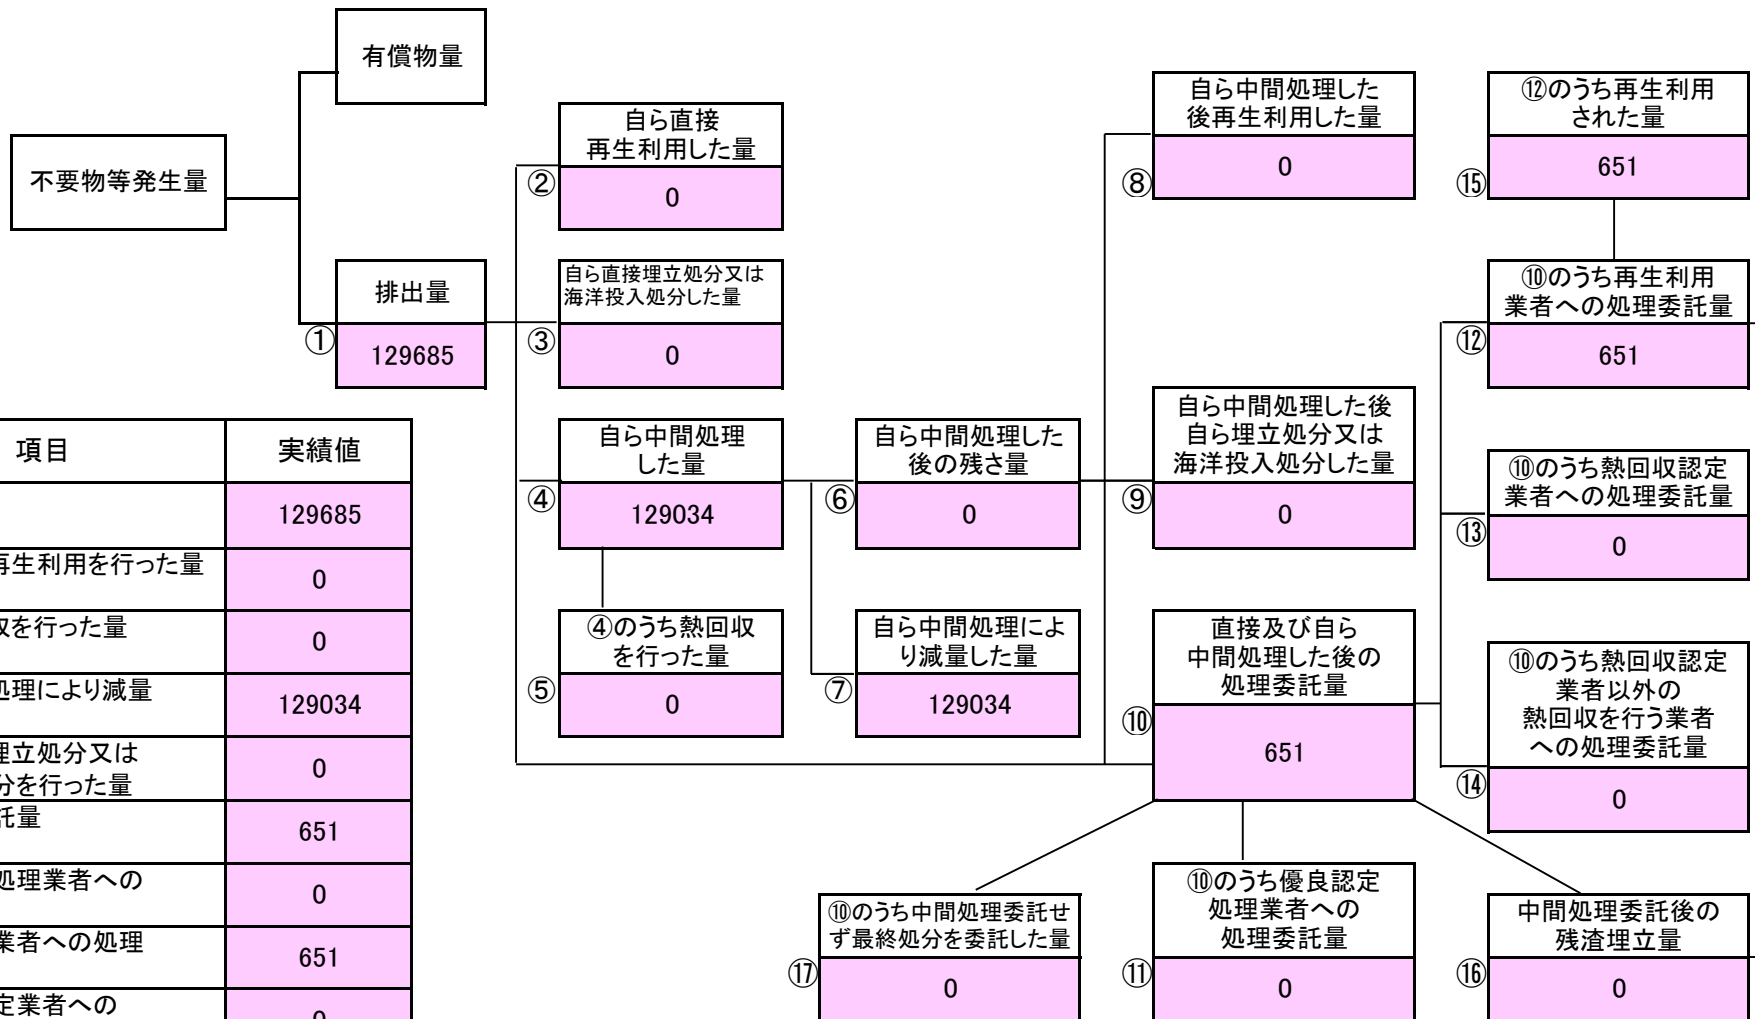 有償物量
不要物等発生量
排出量
①
129685
自ら直接
再生利用した量
②
0
自ら直接埋立処分又は
海洋投入処分した量
③
0
自ら中間処理
した量
④
129034
④のうち熱回収
を行った量
⑤
0
自ら中間処理した
後の残さ量
⑥
0
自ら中間処理によ
り減量した量
⑦
129034
自ら中間処理した
後再生利用した量
⑧
0
自ら中間処理した後
自ら埋立処分又は
海洋投入処分した量
⑨
0
直接及び自ら
中間処理した後の
処理委託量
⑩
651
⑫のうち再生利用
された量
⑮
651
⑩のうち再生利用
業者への処理委託量
⑫
651
⑩のうち熱回収認定
業者への処理委託量
⑬
0
⑩のうち熱回収認定
業者以外の
熱回収を行う業者
への処理委託量
⑭
0
⑩のうち中間処理委託せ
ず最終処分を委託した量
⑰
0
⑩のうち優良認定
処理業者への
処理委託量
⑪
0
中間処理委託後の
残渣埋立量
⑯
0
項目
実績値
129685
再生利用を行った量
0
収を行った量
0
処理により減量
129034
埋立処分又は
分を行った量
0
託量
651
処理業者への
0
業者への処理
651
定業者への
0